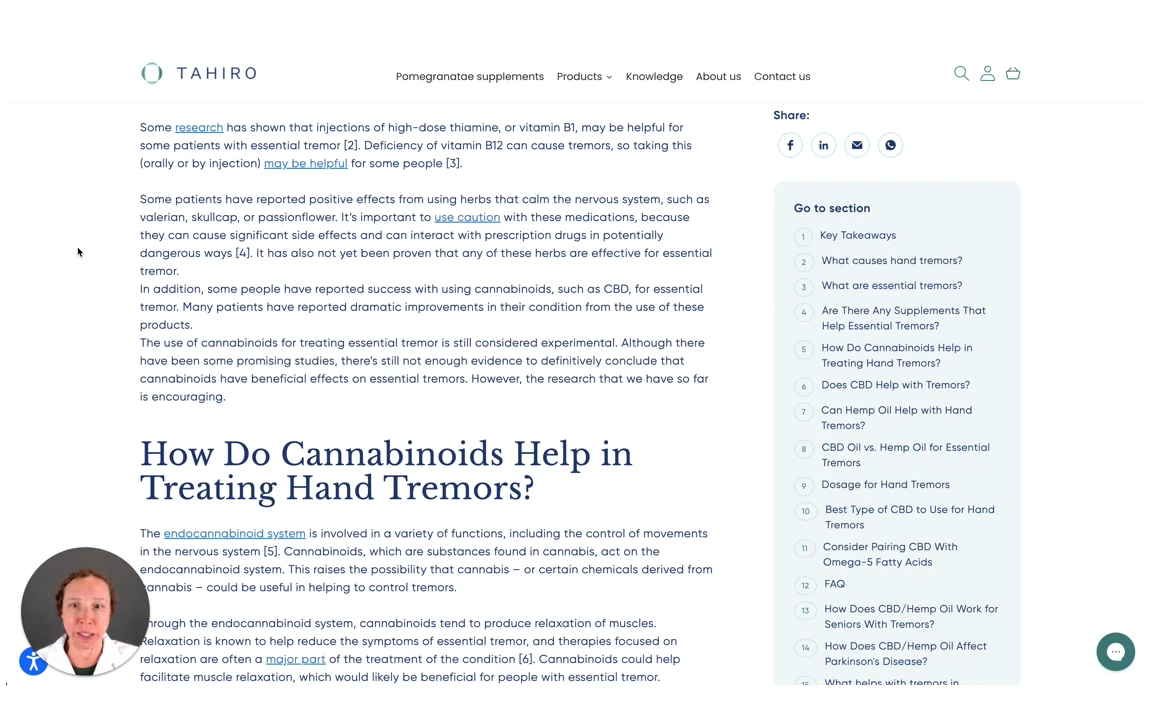 TAHIRO
Pomegranatae supplements
Products
Knowledge
About us
Contact us
Some research has shown that injections of high-dose thiamine, or vitamin B1, may be helpful for
some patients with essential tremor [2]. Deficiency of vitamin B12 can cause tremors, so taking this
(orally or by injection) may be helpful for some people [3].
Some patients have reported positive effects from using herbs that calm the nervous system, such as
valerian, skullcap, or passionflower. It's important to use caution with these medications, because
they can cause significant side effects and can interact with prescription drugs in potentially
dangerous ways [4]. It has also not yet been proven that any of these herbs are effective for essential
tremor.
In addition, some people have reported success with using cannabinoids, such as CBD, for essential
tremor. Many patients have reported dramatic improvements in their condition from the use of these
products.
The use of cannabinoids for treating essential tremor is still considered experimental. Although there
have been some promising studies, there's still not enough evidence to definitively conclude that
cannabinoids have beneficial effects on essential tremors. However, the research that we have so far
is encouraging.
How Do Cannabinoids Help in
Treating Hand Tremors?
The endocannabinoid system is involved in a variety of functions, including the control of movements
in the nervous system [5]. Cannabinoids, which are substances found in cannabis, act on the
endocannabinoid system. This raises the possibility that cannabis – or certain chemicals derived from
cannabis – could be useful in helping to control tremors.
Through the endocannabinoid system, cannabinoids tend to produce relaxation of muscles.
Relaxation is known to help reduce the symptoms of essential tremor, and therapies focused on
relaxation are often a major part of the treatment of the condition [6]. Cannabinoids could help
facilitate muscle relaxation, which would likely be beneficial for people with essential tremor.
Share:
Go to section
1 Key Takeaways
2 What causes hand tremors?
3 What are essential tremors?
4 Are There Any Supplements That
Help Essential Tremors?
5 How Do Cannabinoids Help in
Treating Hand Tremors?
6 Does CBD Help with Tremors?
7 Can Hemp Oil Help with Hand
Tremors?
8 CBD Oil vs. Hemp Oil for Essential
Tremors
9 Dosage for Hand Tremors
10 Best Type of CBD to Use for Hand
Tremors
11 Consider Pairing CBD With
Omega-5 Fatty Acids
12 FAQ
13 How Does CBD/Hemp Oil Work for
Seniors With Tremors?
14 How Does CBD/Hemp Oil Affect
Parkinson's Disease?
15 What helps with tremors in